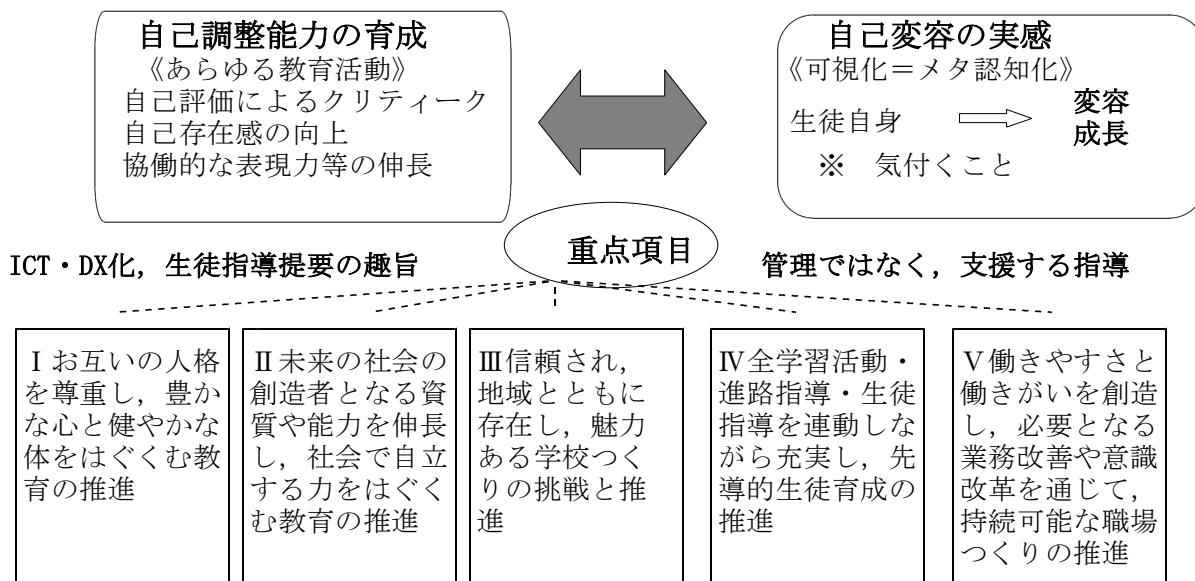 自己調整能力の育成
《あらゆる教育活動》
自己評価によるクリティーク
自己存在感の向上
協働的な表現力等の伸長
自己変容の実感
《可視化＝メタ認知化》
生徒自身
変容
成長
※　気付くこと
重点項目
ICT・DX化，生徒指導提要の趣旨
管理ではなく，支援する指導
Ⅰお互いの人格
を尊重し，豊か
な心と健やかな
体をはぐくむ教
育の推進
Ⅱ未来の社会の
創造者となる資
質や能力を伸長
し，社会で自立
する力をはぐく
む教育の推進
Ⅲ信頼され，
地域とともに
存在し，魅力
ある学校つく
りの挑戦と推
進
Ⅳ全学習活動・
進路指導・生徒
指導を連動しな
がら充実し，先
導的生徒育成の
推進
Ⅴ働きやすさと
働きがいを創造
し，必要となる
業務改善や意識
改革を通じて，
持続可能な職場
つくりの推進